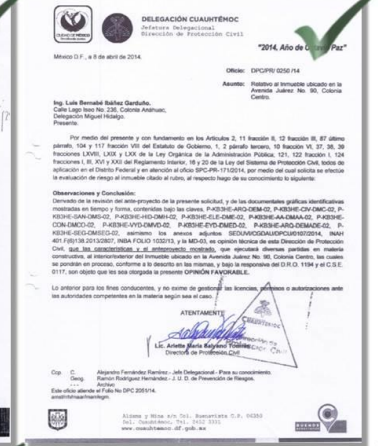 DELEGACIÓN CUAUHTÉMOC
Jefatura Delegacional
Dirección de Protección Civil
"2014, Año de Octavio Paz"
México D.F., a 8 de abril de 2014.
Oficio: DPC/PR/ 0250 /14
Asunto: Relativo al Inmueble ubicado en la
Avenida Juárez No. 90, Colonia
Centro.
Ing. Luis Bernabé Ibáñez Garduño.
Calle Lago Isso No. 236, Colonia Anáhuac,
Delegación Miguel Hidalgo.
Presente.
Por medio del presente y con fundamento en los Artículos 2, 11 fracción II, 12 fracción III, 87 último
párrafo, 104 y 117 fracción VIII del Estatuto de Gobierno, 1, 2 párrafo tercero, 10 fracción VI, 37, 38, 39
fracciones LXVIII, LXIX y LXX de la Ley Orgánica de la Administración Pública, 121, 122 fracción I, 124
fracciones I, III, XVI y XXII del Reglamento Interior, 18 y 20 de la Ley del Sistema de Protección Civil, todos de
aplicación en el Distrito Federal y en atención al oficio SPC-PR-171/2014, por medio del cual solicita se efectúe
la evaluación de riesgo al inmueble citado al rubro, al respecto hago de su conocimiento lo siguiente:
Observaciones y Conclusión:
Derivado de la revisión del ante-proyecto de la presente solicitud, y de las documentales gráficas identificadas
mostradas en tiempo y forma, contenidas bajo las claves, P-KB3HE-ARQ-DEM-02, P-KB3HE-CIV-DMC-02, P-
KB3HE-SAN-DMS-02, P-KB3HE-HID-DMH-02, P-KB3HE-ELE-DME-02, P-KB3HE-AA-DMAA-02, P-KB3HE-
CON-DMCO-02, P-KB3HE-VYD-DMVD-02, P-KB3HE-EYD-DMED-02, P-KB3HE-ARQ-DEMADE-02, P-
KB3HE-SEG-DMSEG-02, asimismo los anexos adjuntos SEDUVI/CGDAU/DPCU/0107/2014, INAH
401.F(6)138.2013/2807, INBA FOLIO 1032/13, y la MD-03, es opinión técnica de esta Dirección de Protección
Civil, que las características y el anteproyecto mostrado, que ejecutará diversas partidas en materia
constructiva, al interior/exterior del Inmueble ubicado en la Avenida Juárez No. 90, Colonia Centro, las cuales
se pondrán en proceso, conforme a lo descrito en las mismas, y bajo la responsiva del D.R.O. 1194 y el C.S.E.
0117, son objeto que les sea otorgada la presente OPINIÓN FAVORABLE.
Lo anterior para los fines conducentes, y no exime de gestionar las licencias, permisos o autorizaciones ante
las autoridades competentes en la materia según sea el caso.
ATENTAMENTE
Lic. Arlette María
Directora de Protección Civil
Ccp C. Alejandro Fernández Ramírez - Jefe Delegacional - Para su conocimiento.
Ramón Rodríguez Hernández - J. U. D. de Prevención de Riesgos.
Archivo
Este oficio atiende el Folio No DPC 2051/14.
Aldama y Mina s/n Col. Buenavista C.P. 06350
Del. Cuauhtémoc, Tel. 2452 3331
www.cuauhtemoc.df.gob.mx